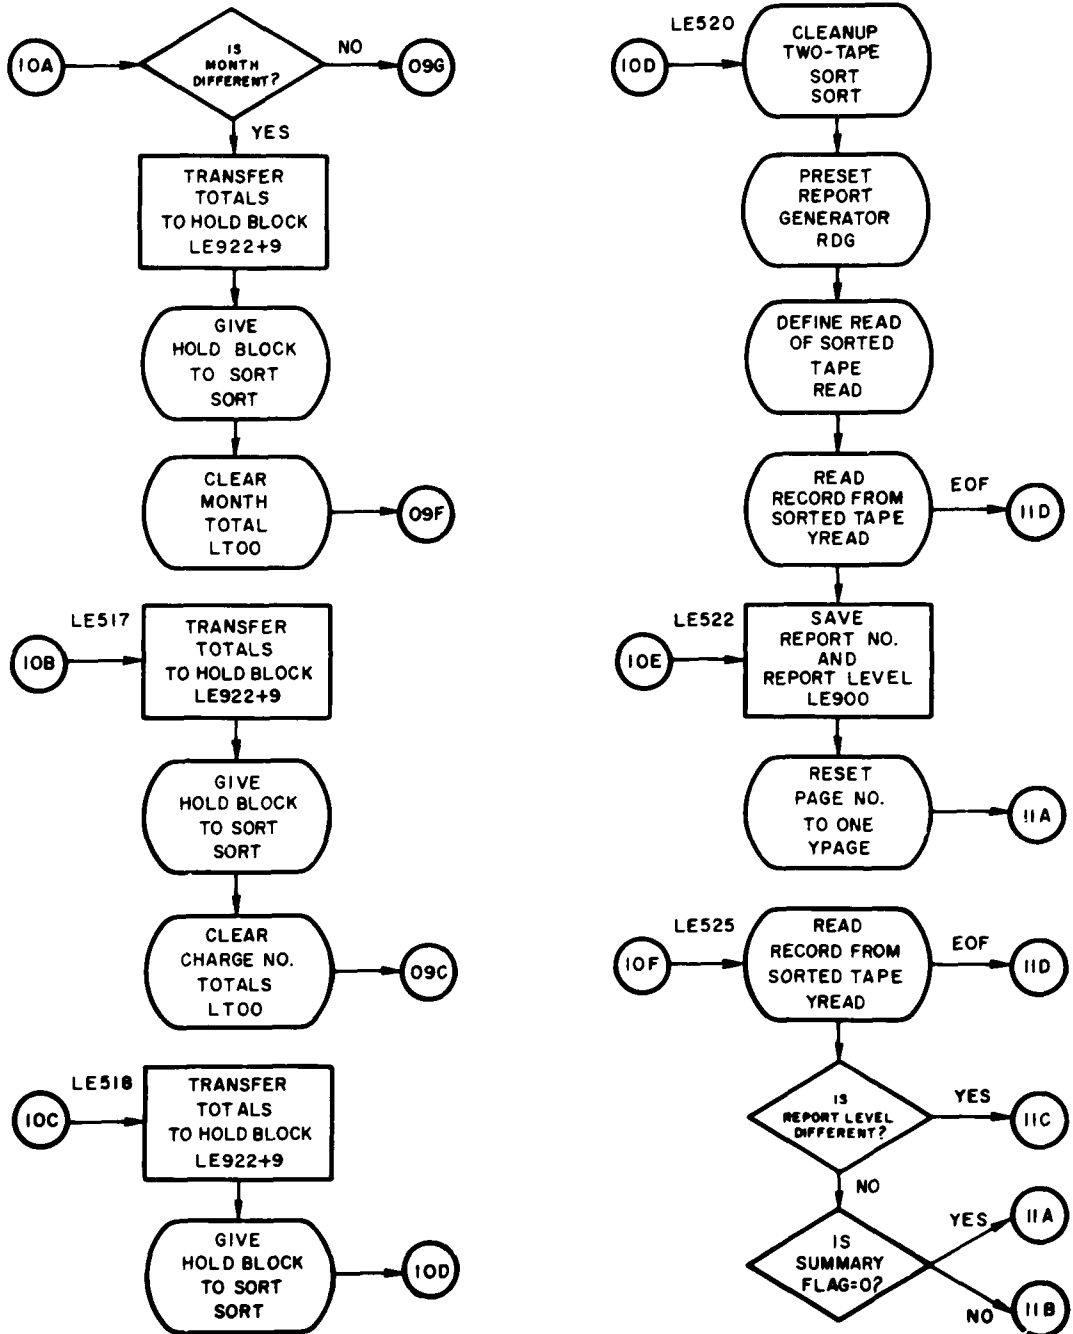 10A
IS
MONTH
DIFFERENT?
NO
09G
YES
TRANSFER
TOTALS
TO HOLD BLOCK
LE922+9
GIVE
HOLD BLOCK
TO SORT
SORT
CLEAR
MONTH
TOTAL
LTOO
09F
LE517
10B
TRANSFER
TOTALS
TO HOLD BLOCK
LE922+9
GIVE
HOLD BLOCK
TO SORT
SORT
CLEAR
CHARGE NO.
TOTALS
LTOO
09C
LE518
10C
TRANSFER
TOTALS
TO HOLD BLOCK
LE922+9
GIVE
HOLD BLOCK
TO SORT
SORT
10D
LE520
10D
CLEANUP
TWO-TAPE
SORT
SORT
PRESET
REPORT
GENERATOR
RDG
DEFINE READ
OF SORTED
TAPE
READ
READ
RECORD FROM
SORTED TAPE
YREAD
EOF
11D
LE522
10E
SAVE
REPORT NO.
AND
REPORT LEVEL
LE900
RESET
PAGE NO.
TO ONE
YPAGE
11A
LE525
10F
READ
RECORD FROM
SORTED TAPE
YREAD
EOF
11D
IS
REPORT LEVEL
DIFFERENT?
YES
11C
NO
IS
SUMMARY
FLAG=0?
YES
11A
NO
11B